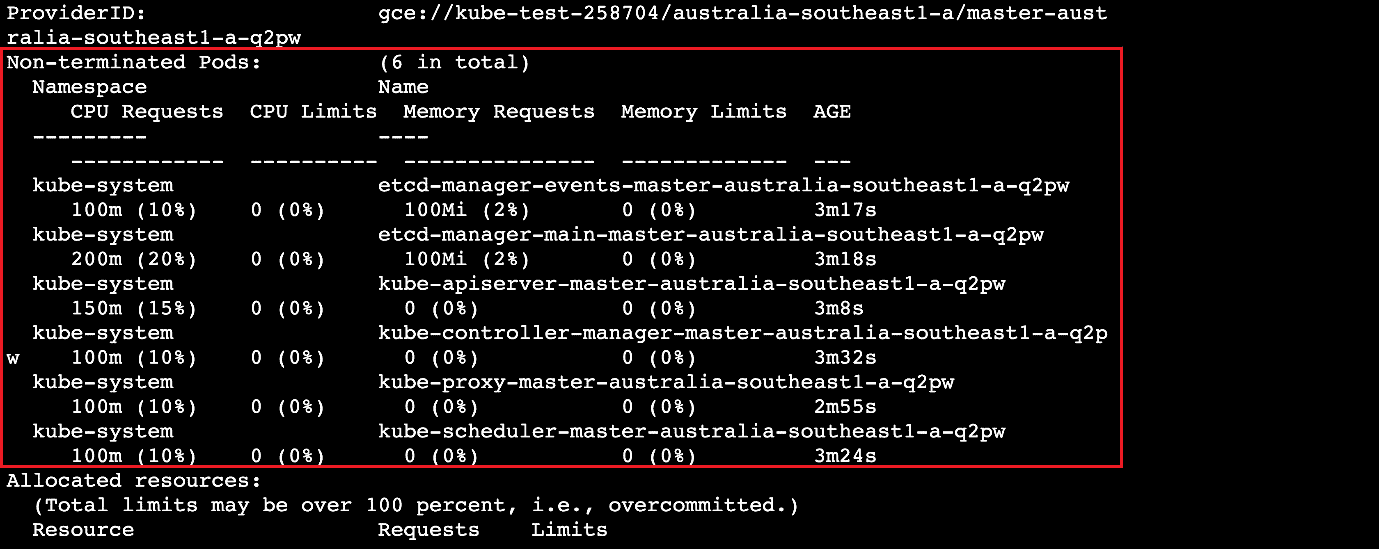 ProviderID:                  gce://kube-test-258704/australia-southeast1-a/master-aust
ralia-southeast1-a-q2pw
Non-terminated Pods:         (6 in total)
  Namespace                  Name
     CPU Requests  CPU Limits  Memory Requests  Memory Limits  AGE
  ---------                  ----
     ------------  ----------  ---------------  -------------  ---
  kube-system                etcd-manager-events-master-australia-southeast1-a-q2pw
     100m (10%)    0 (0%)      100Mi (2%)       0 (0%)         3m17s
  kube-system                etcd-manager-main-master-australia-southeast1-a-q2pw
     200m (20%)    0 (0%)      100Mi (2%)       0 (0%)         3m18s
  kube-system                kube-apiserver-master-australia-southeast1-a-q2pw
     150m (15%)    0 (0%)      0 (0%)           0 (0%)         3m8s
  kube-system                kube-controller-manager-master-australia-southeast1-a-q2p
w    100m (10%)    0 (0%)      0 (0%)           0 (0%)         3m32s
  kube-system                kube-proxy-master-australia-southeast1-a-q2pw
     100m (10%)    0 (0%)      0 (0%)           0 (0%)         2m55s
  kube-system                kube-scheduler-master-australia-southeast1-a-q2pw
     100m (10%)    0 (0%)      0 (0%)           0 (0%)         3m24s
Allocated resources:
  (Total limits may be over 100 percent, i.e., overcommitted.)
  Resource                   Requests    Limits